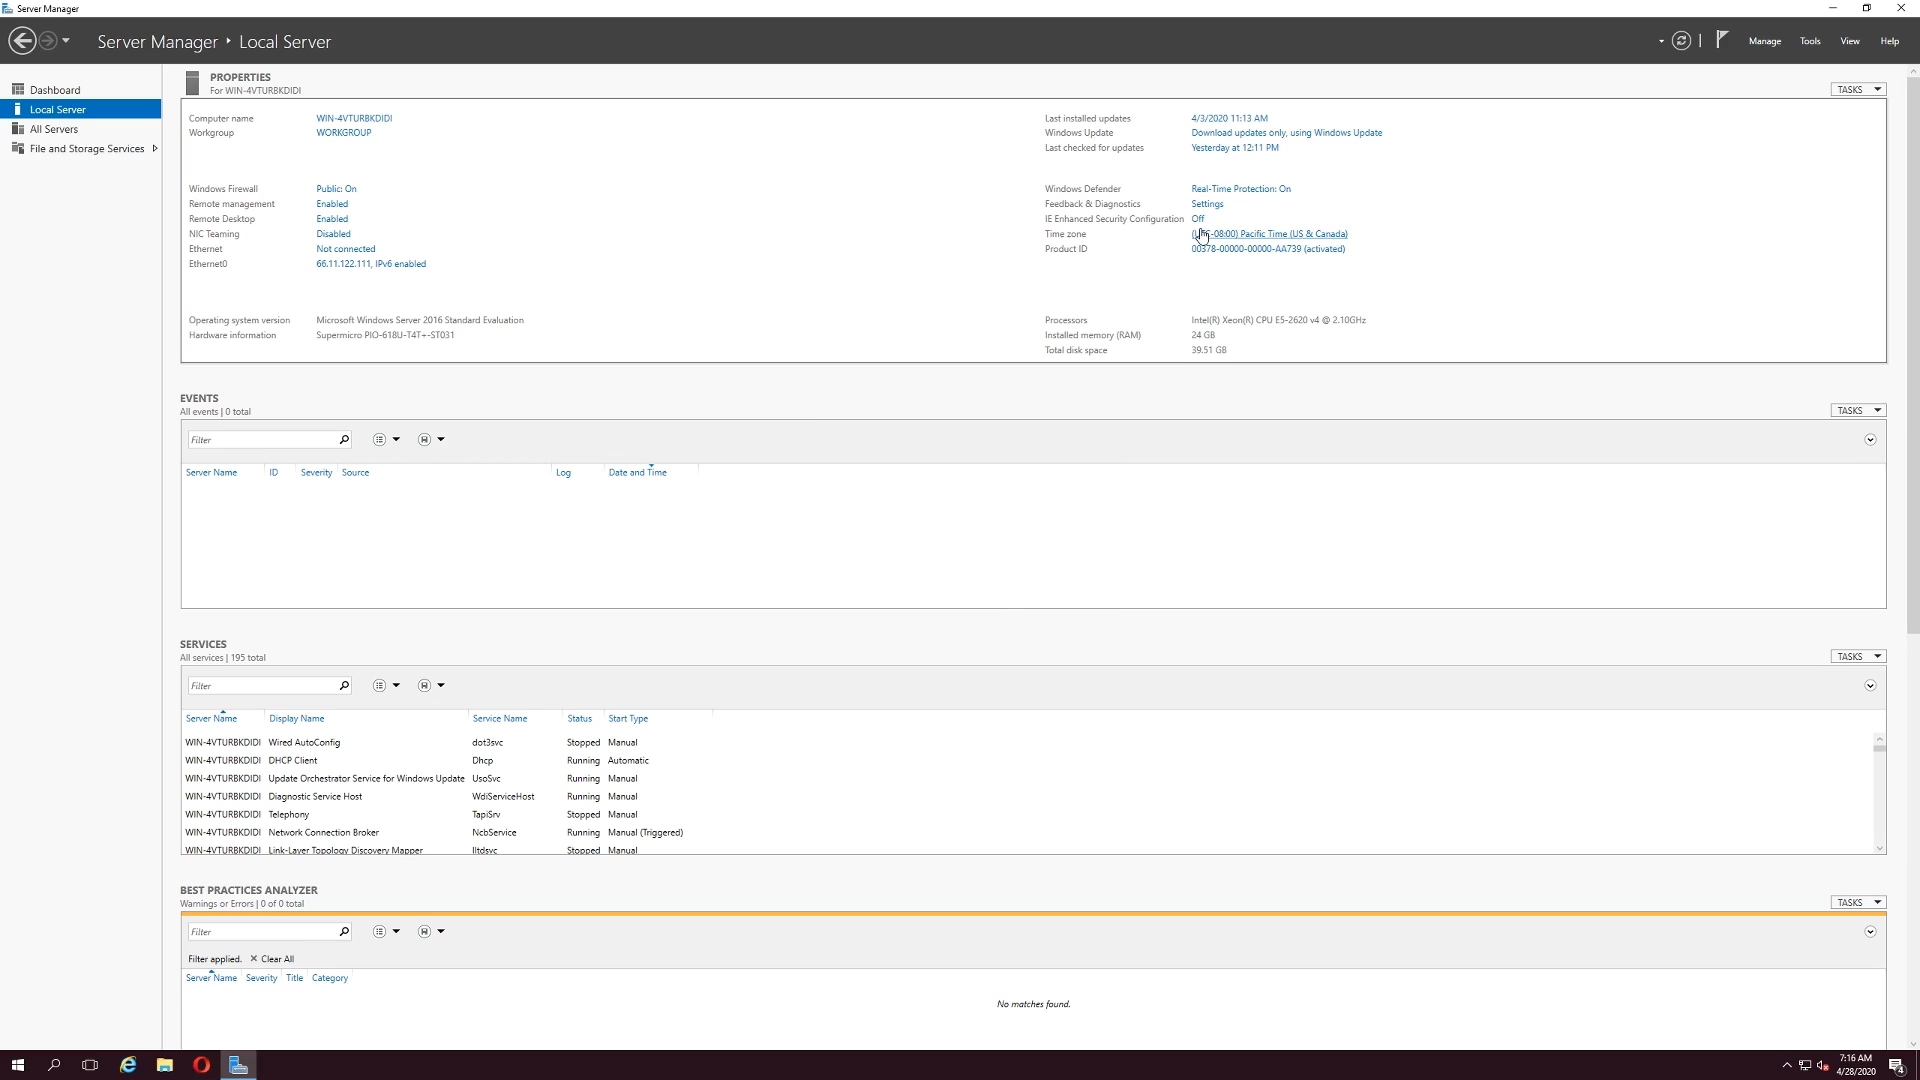 Server Manager
Server Manager ‣ Local Server
Manage Tools View Help
Dashboard
Local Server
All Servers
File and Storage Services
PROPERTIES
For WIN-4VTURBKDIDI
TASKS
Computer name WIN-4VTURBKDIDI
Workgroup WORKGROUP
Last installed updates 4/3/2020 11:13 AM
Windows Update Download updates only, using Windows Update
Last checked for updates Yesterday at 12:11 PM
Windows Firewall Public: On
Remote management Enabled
Remote Desktop Enabled
NIC Teaming Disabled
Ethernet Not connected
Ethernet0 66.11.122.111, IPv6 enabled
Windows Defender Real-Time Protection: On
Feedback & Diagnostics Settings
IE Enhanced Security Configuration Off
Time zone -08:00) Pacific Time (US & Canada)
Product ID 00378-00000-00000-AA739 (activated)
Operating system version Microsoft Windows Server 2016 Standard Evaluation
Hardware information Supermicro PIO-618U-T4T+-ST031
Processors Intel(R) Xeon(R) CPU E5-2620 v4 @ 2.10GHz
Installed memory (RAM) 24 GB
Total disk space 39.51 GB
EVENTS
All events | 0 total
TASKS
Filter
Server Name ID Severity Source Log Date and Time
SERVICES
All services | 195 total
TASKS
Filter
Server Name Display Name Service Name Status Start Type
WIN-4VTURBKDIDI Wired AutoConfig dot3svc Stopped Manual
WIN-4VTURBKDIDI DHCP Client Dhcp Running Automatic
WIN-4VTURBKDIDI Update Orchestrator Service for Windows Update UsoSvc Running Manual
WIN-4VTURBKDIDI Diagnostic Service Host WdiServiceHost Running Manual
WIN-4VTURBKDIDI Telephony TapiSrv Stopped Manual
WIN-4VTURBKDIDI Network Connection Broker NcbService Running Manual (Triggered)
WIN-4VTURBKDIDI Link-Layer Topology Discovery Mapper lltdsvc Stopped Manual
BEST PRACTICES ANALYZER
Warnings or Errors | 0 of 0 total
TASKS
Filter
Filter applied. ✕ Clear All
Server Name Severity Title Category
No matches found.
7:16 AM
4/28/2020
4